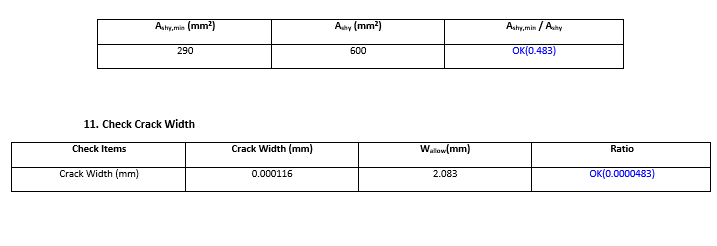 Ashy,min (mm²) Ashy (mm²) Ashy,min / Ashy
290 600 OK(0.483)
11. Check Crack Width
Check Items Crack Width (mm) Wallow(mm) Ratio
Crack Width (mm) 0.000116 2.083 OK(0.0000483)